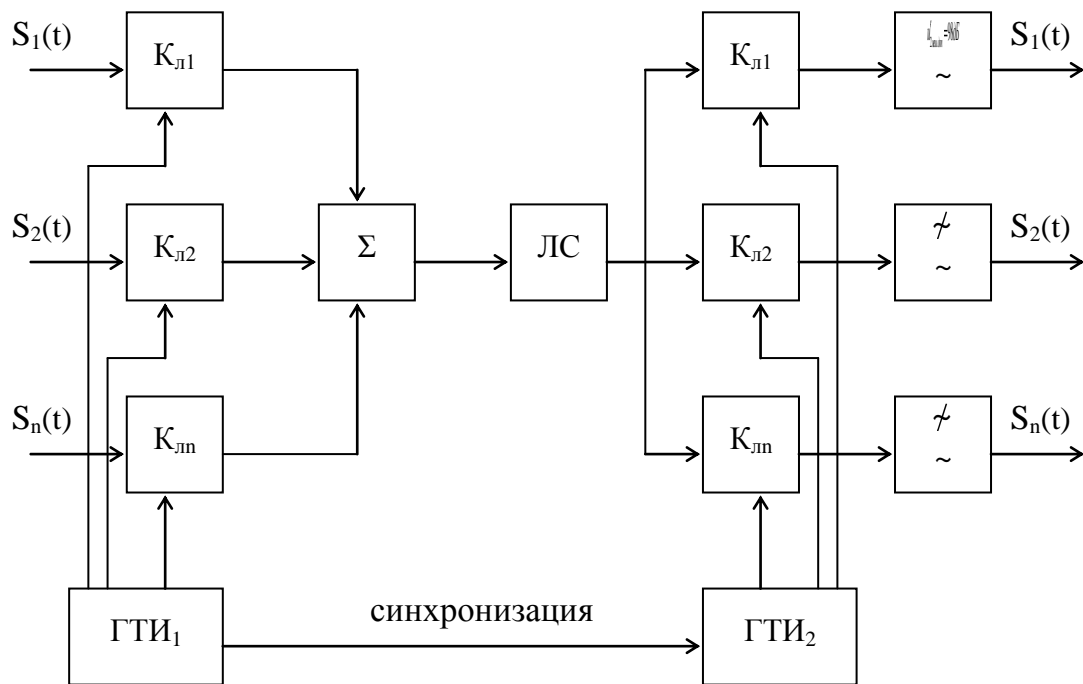 S₁(t)
Кл1
Кл1
~
S₁(t)
S₂(t)
Кл2
Σ
ЛС
Кл2
~
~
S₂(t)
Sₙ(t)
Клn
Клn
~
~
Sₙ(t)
ГТИ₁
синхронизация
ГТИ₂